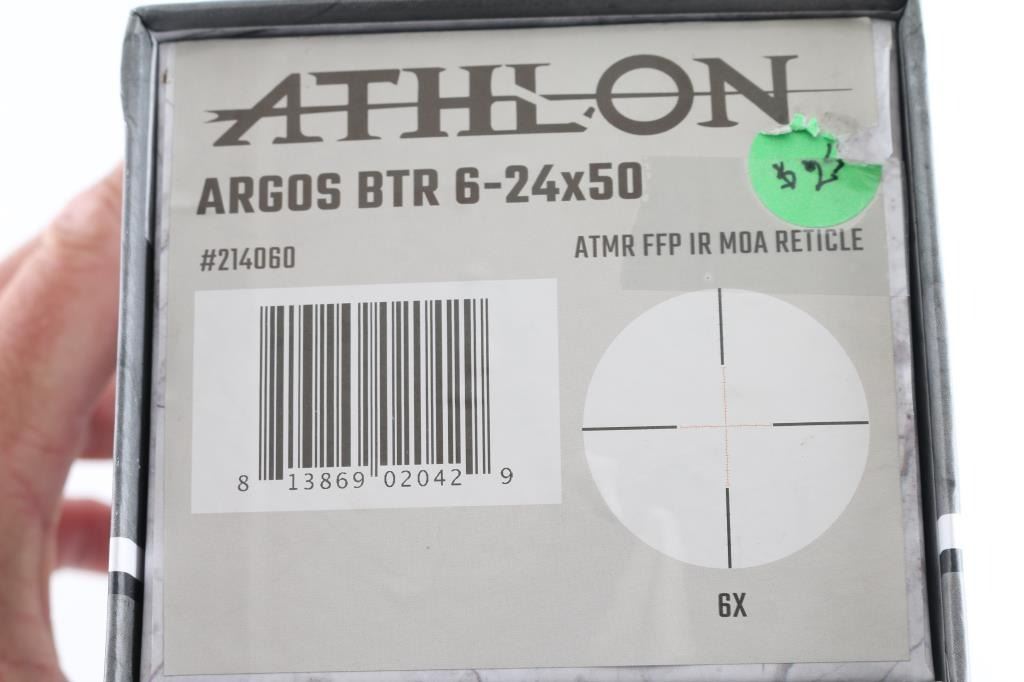 ATHLON
ARGOS BTR 6-24x50
#214060
ATMR FFP IR MOA RETICLE
8 13869 02042 9
6X